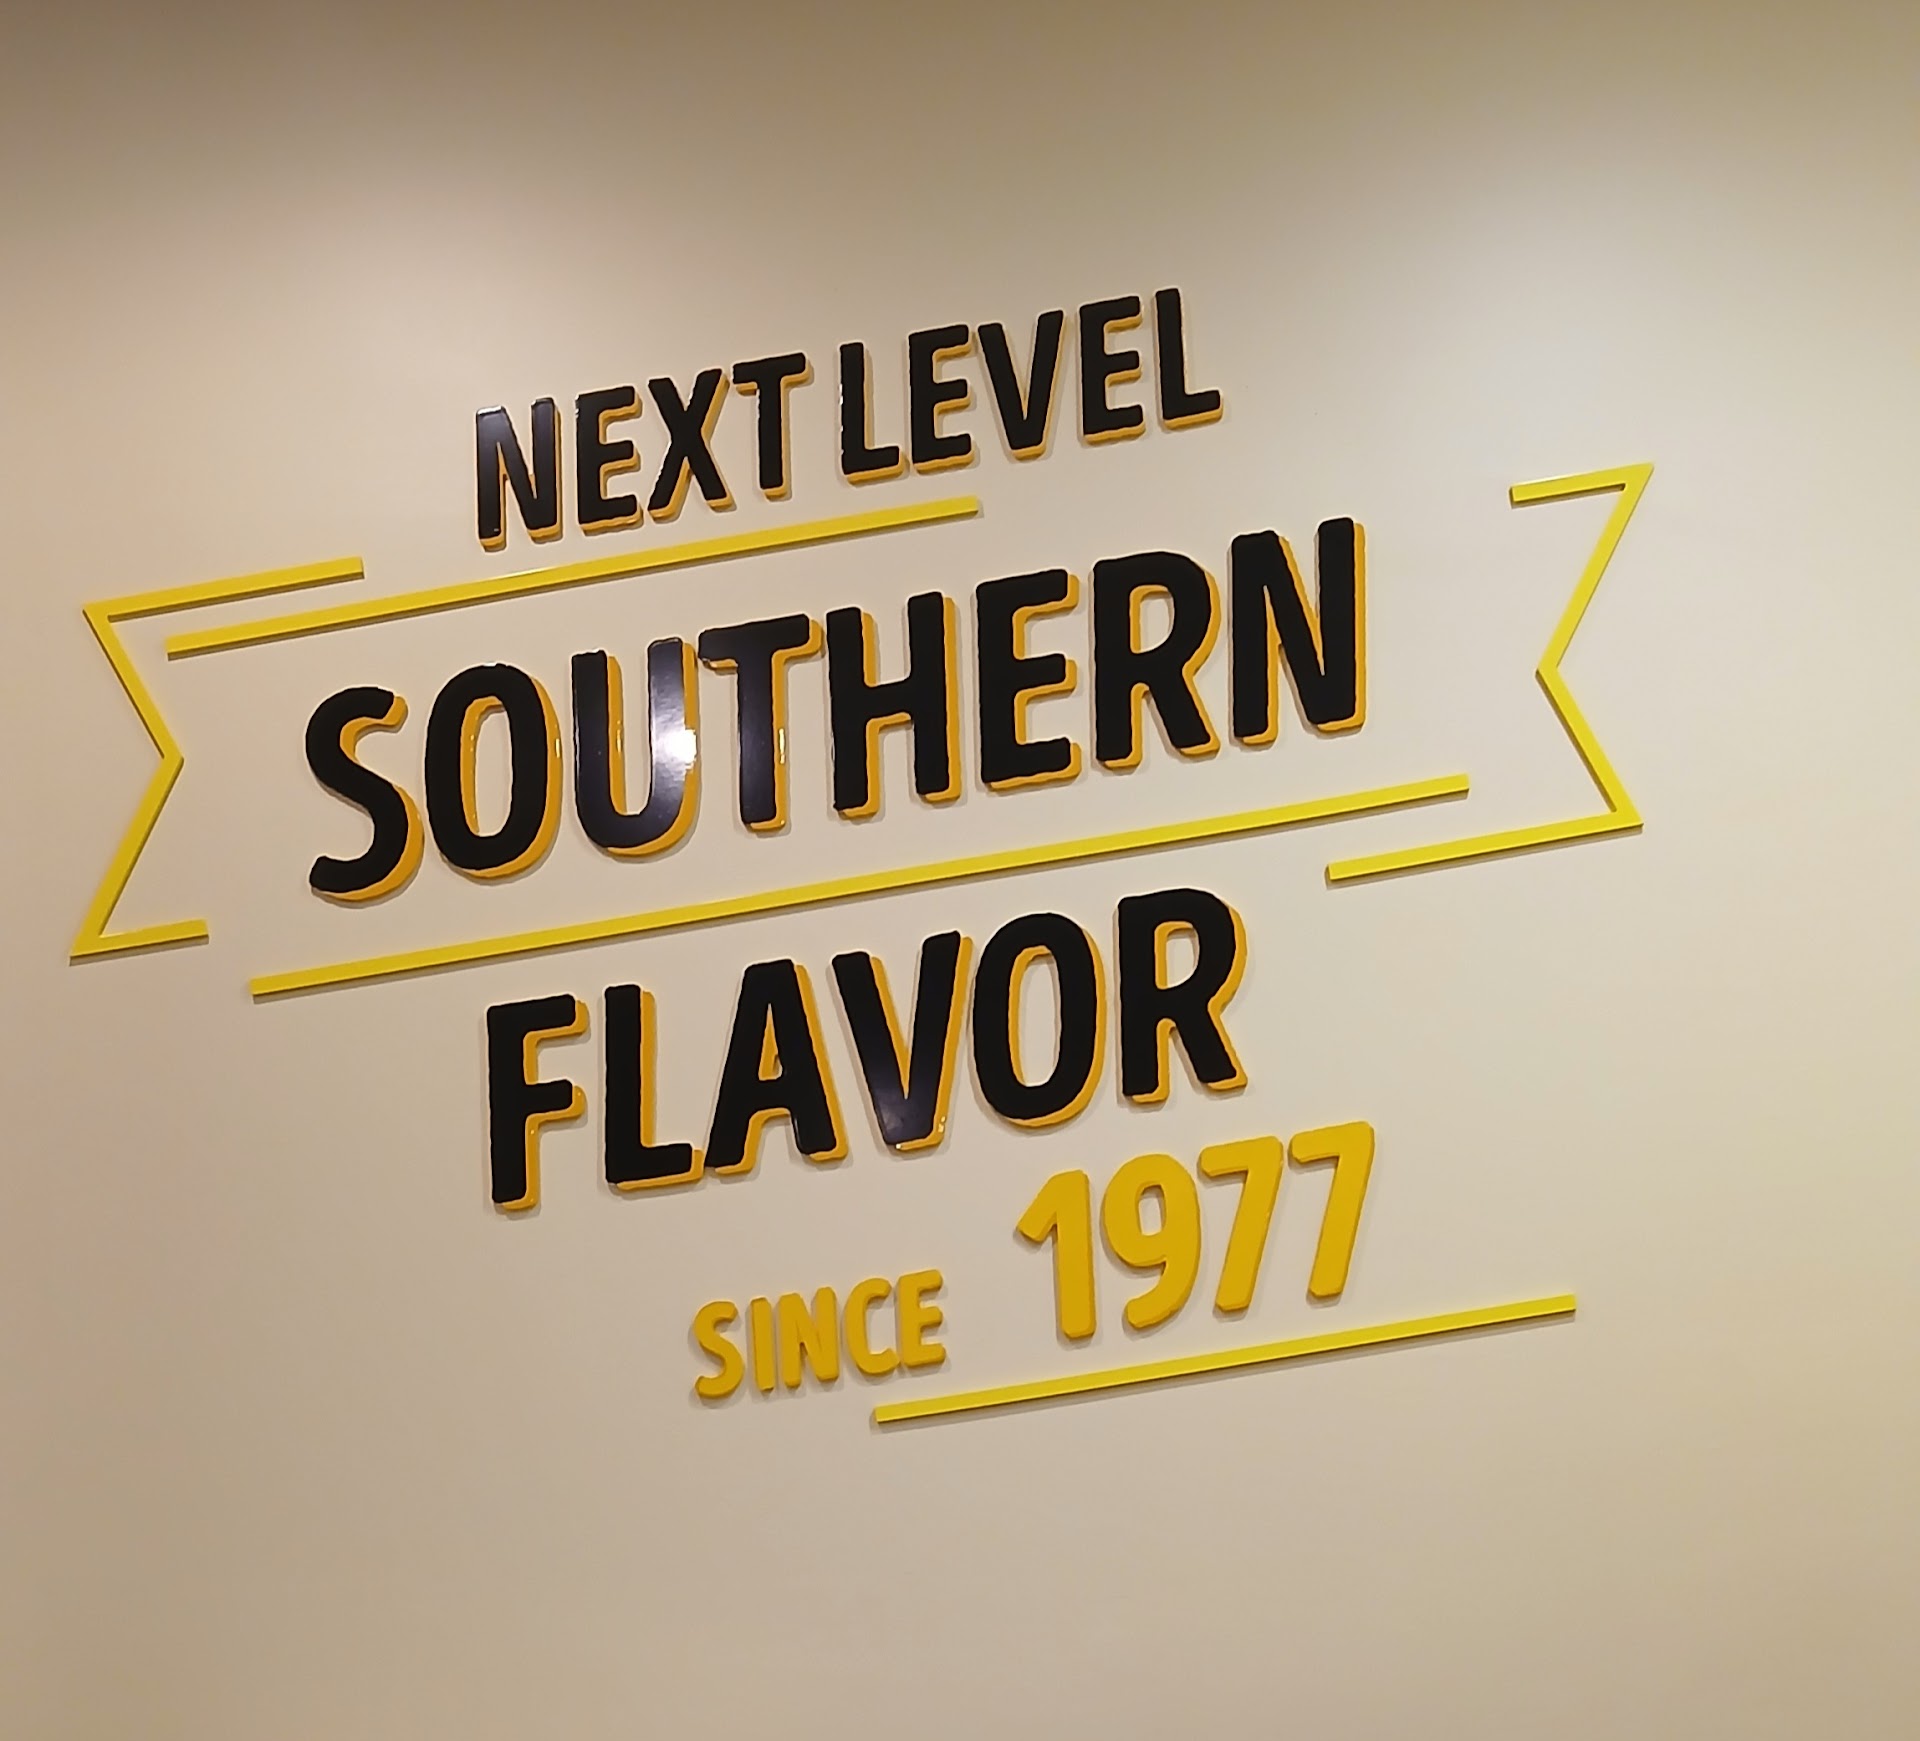 NEXT LEVEL
SOUTHERN
FLAVOR
SINCE 1977